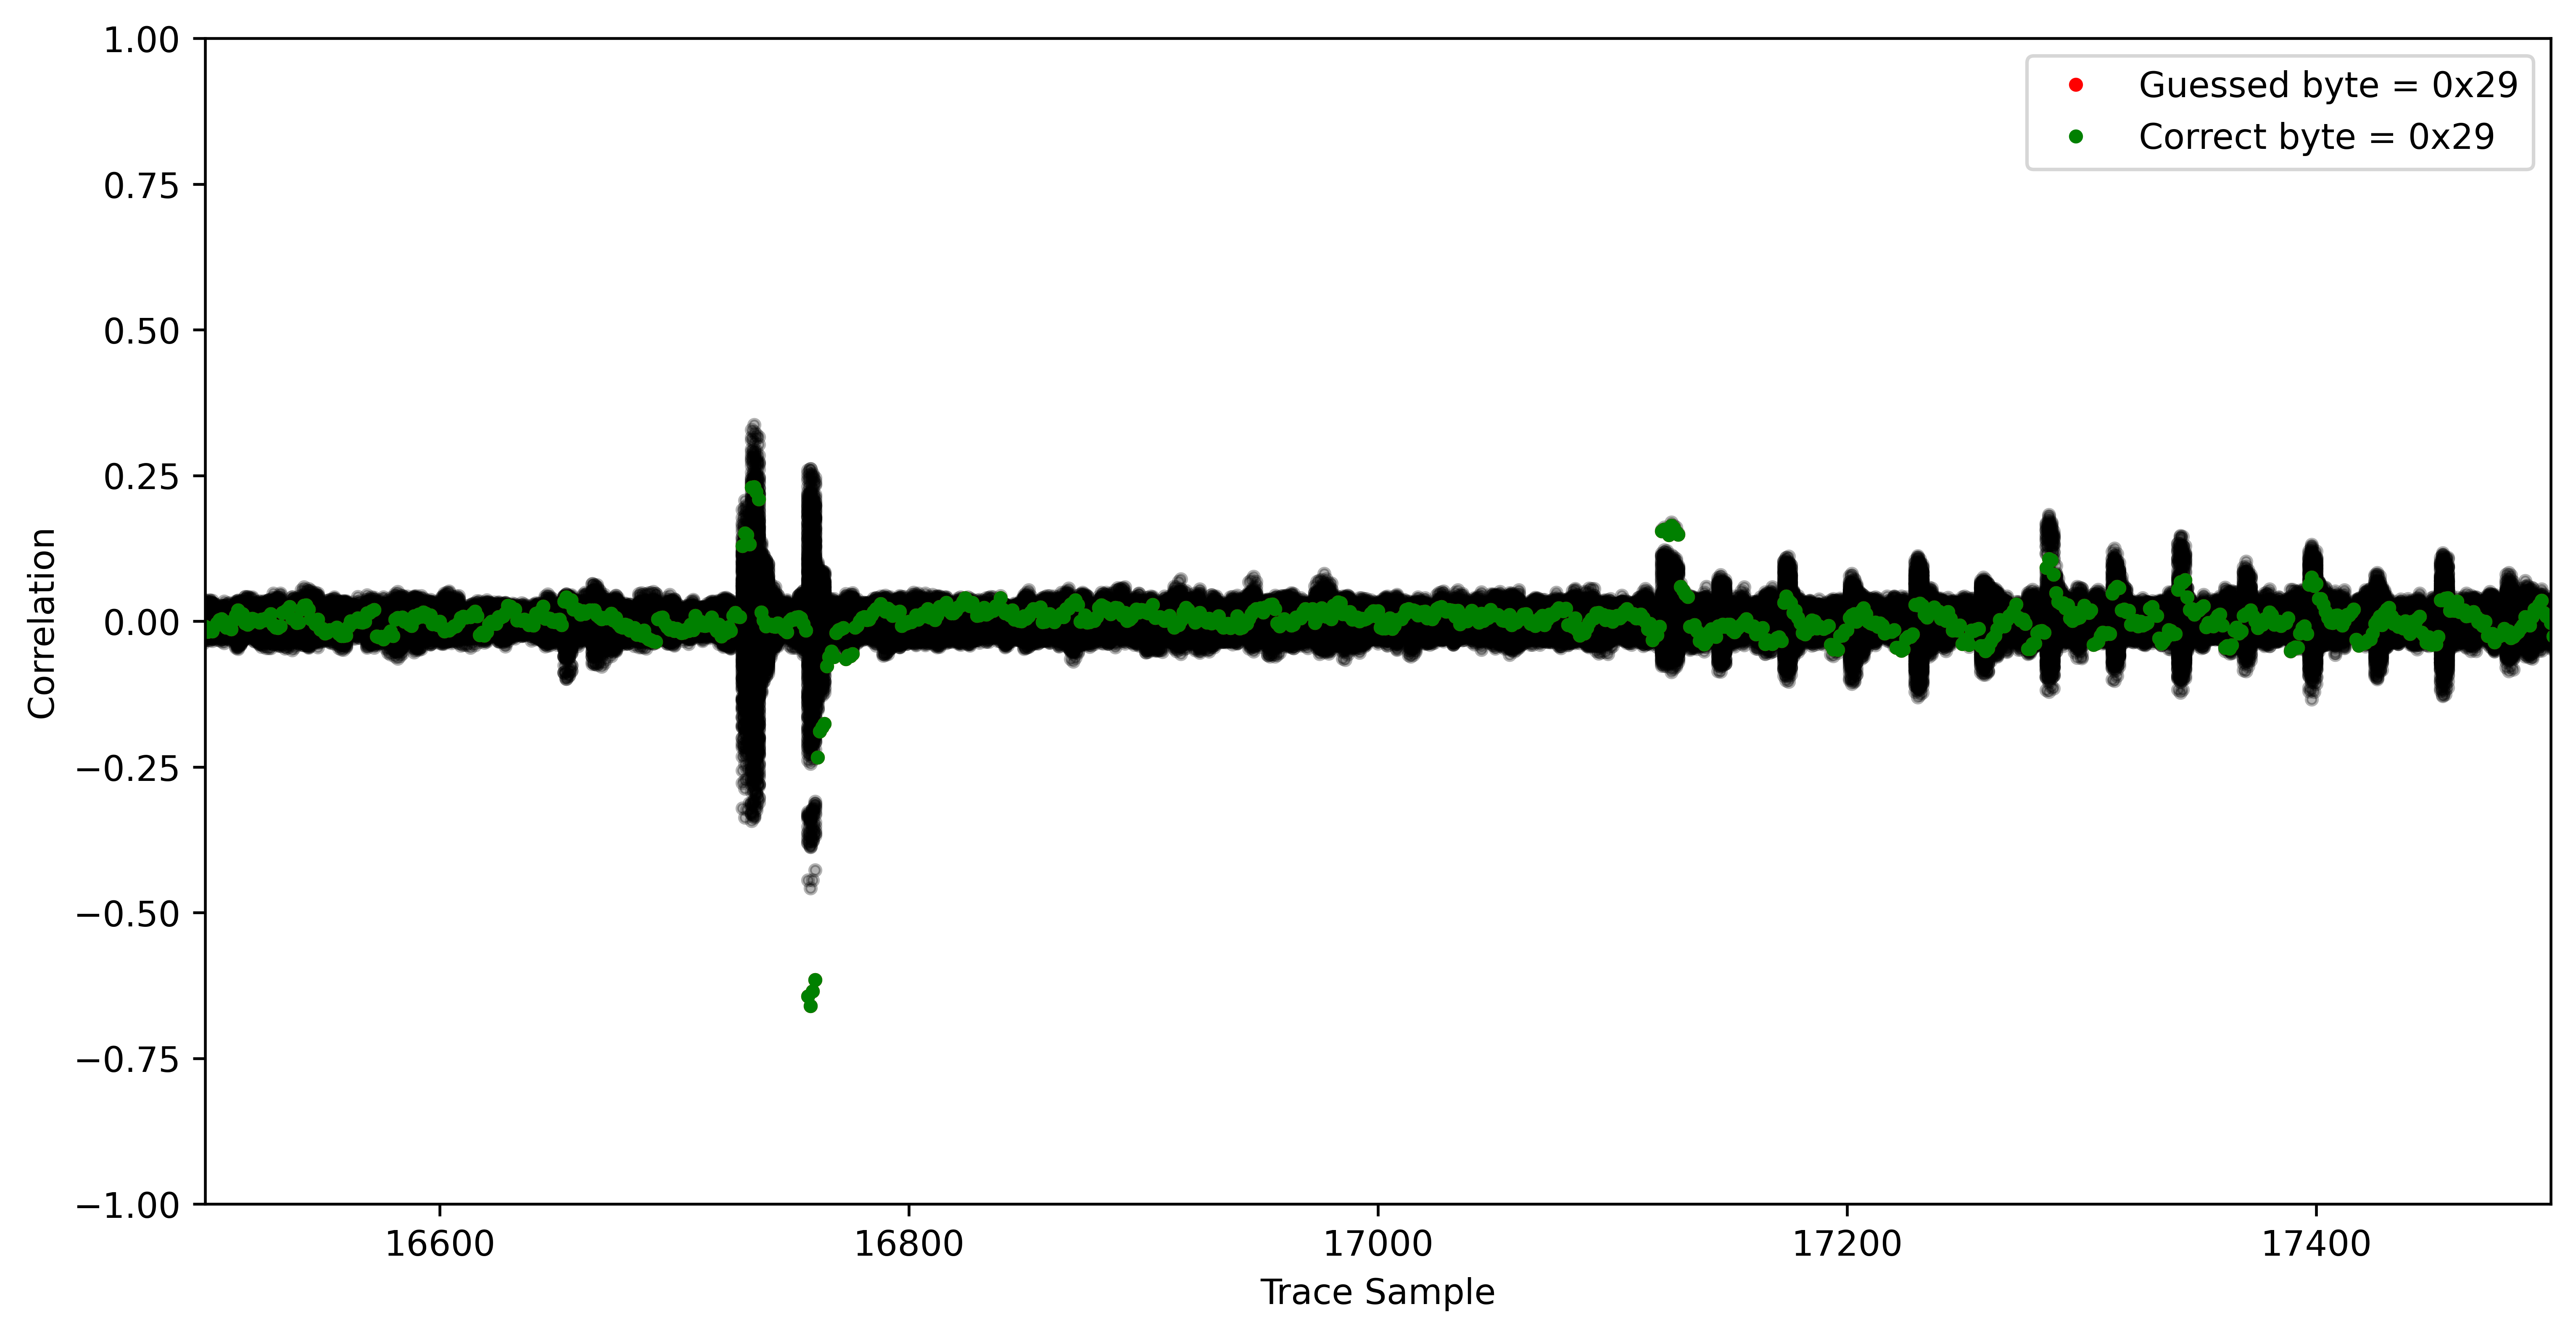 1.00
0.75
0.50
0.25
0.00
−0.25
−0.50
−0.75
−1.00
Correlation
Guessed byte = 0x29
Correct byte = 0x29
16600 16800 17000 17200 17400
Trace Sample